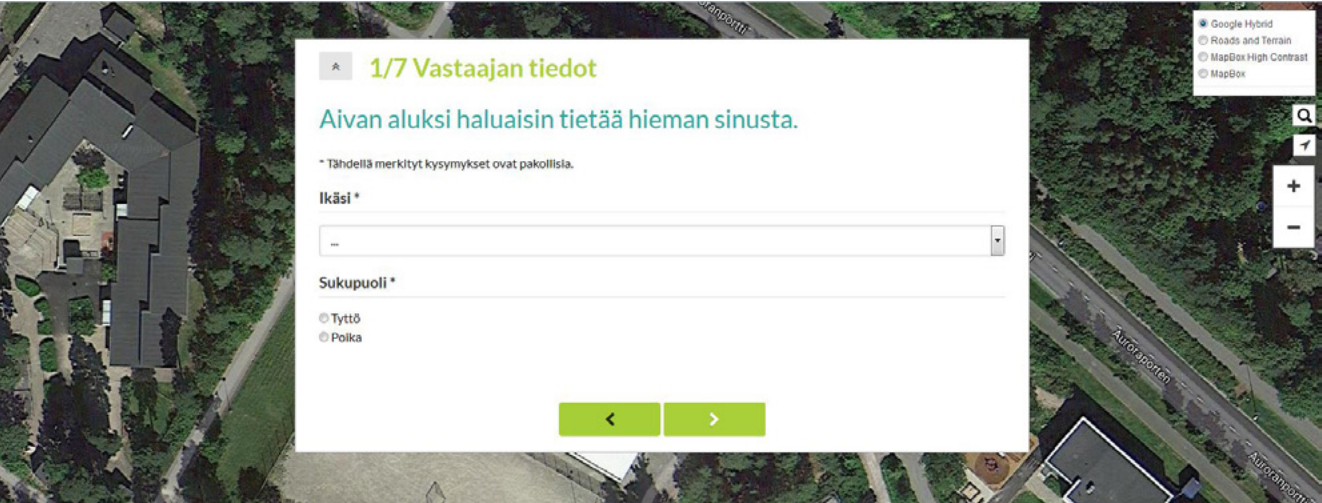 Auroranportti
Google Hybrid
Roads and Terrain
MapBox High Contrast
MapBox
1/7 Vastaajan tiedot
Aivan aluksi haluaisin tietää hieman sinusta.
* Tähdellä merkityt kysymykset ovat pakollisia.
Ikäsi *
...
Sukupuoli *
Tyttö
Poika
Auroraporten